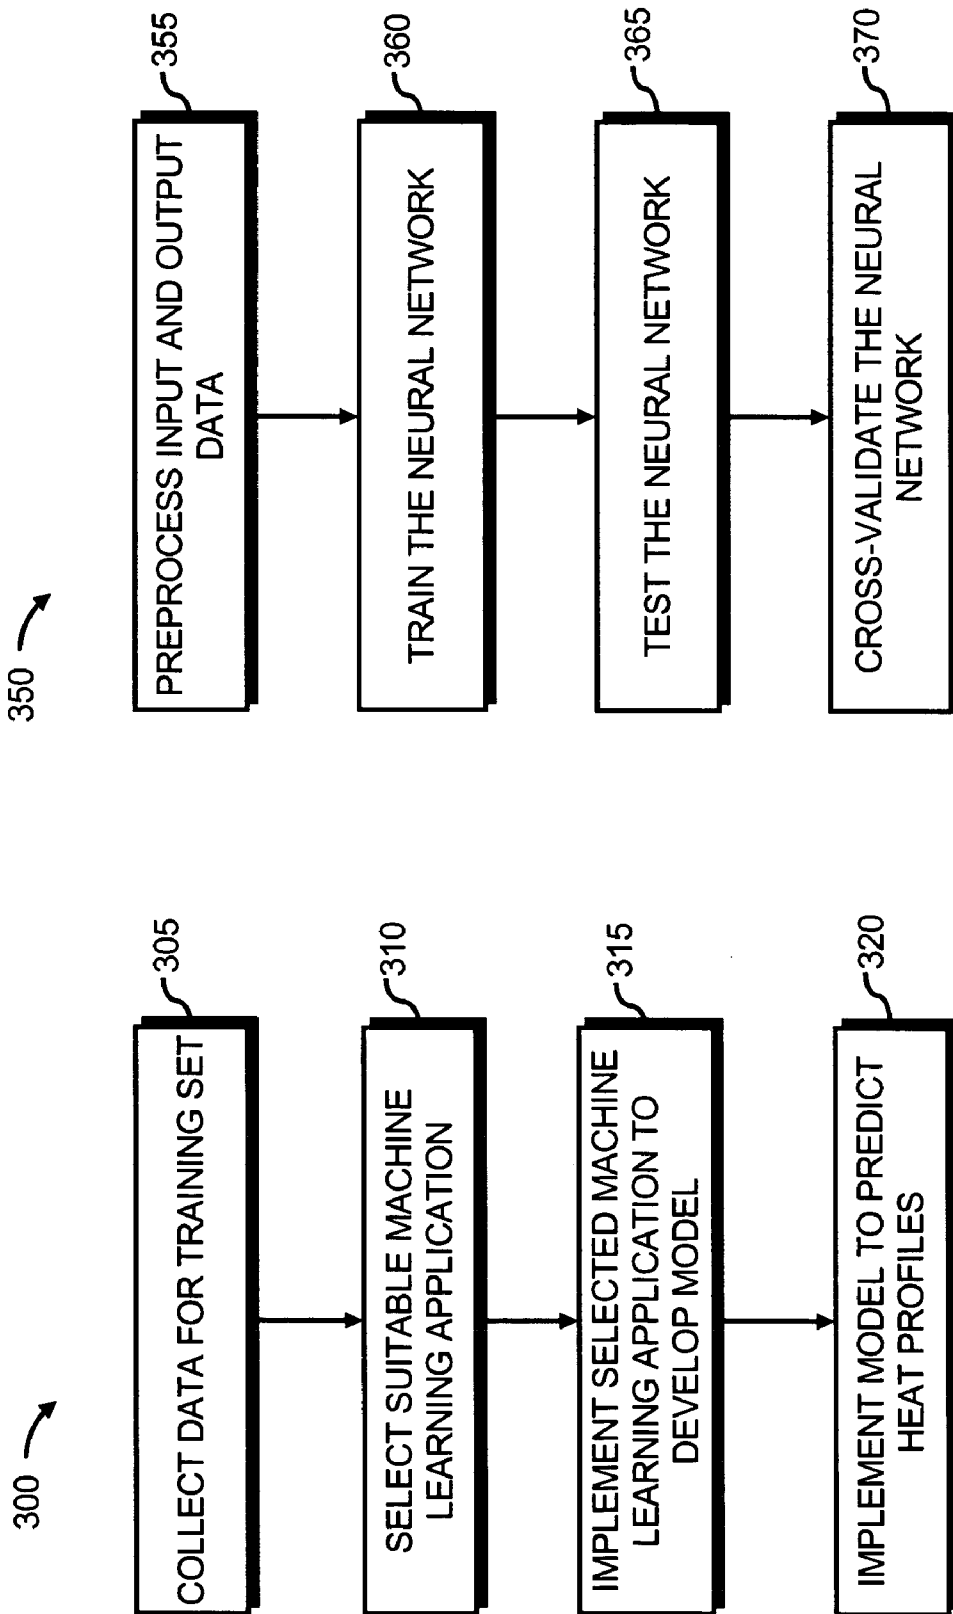 300
COLLECT DATA FOR TRAINING SET
305
SELECT SUITABLE MACHINE
LEARNING APPLICATION
310
IMPLEMENT SELECTED MACHINE
LEARNING APPLICATION TO
DEVELOP MODEL
315
IMPLEMENT MODEL TO PREDICT
HEAT PROFILES
320
350
PREPROCESS INPUT AND OUTPUT
DATA
355
TRAIN THE NEURAL NETWORK
360
TEST THE NEURAL NETWORK
365
CROSS-VALIDATE THE NEURAL
NETWORK
370